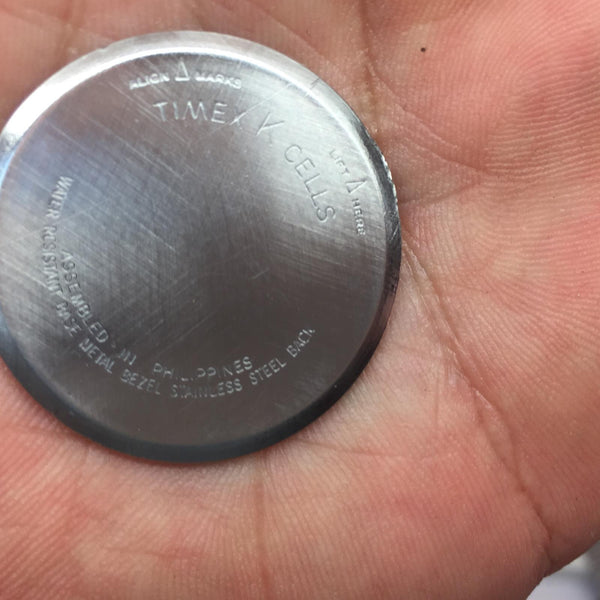 ALIGN △ MARKS
TIMEX K CELLS
LIFT △ HERE
ASSEMBLED IN PHILIPPINES
WATER RESISTANT BASE METAL BEZEL STAINLESS STEEL BACK